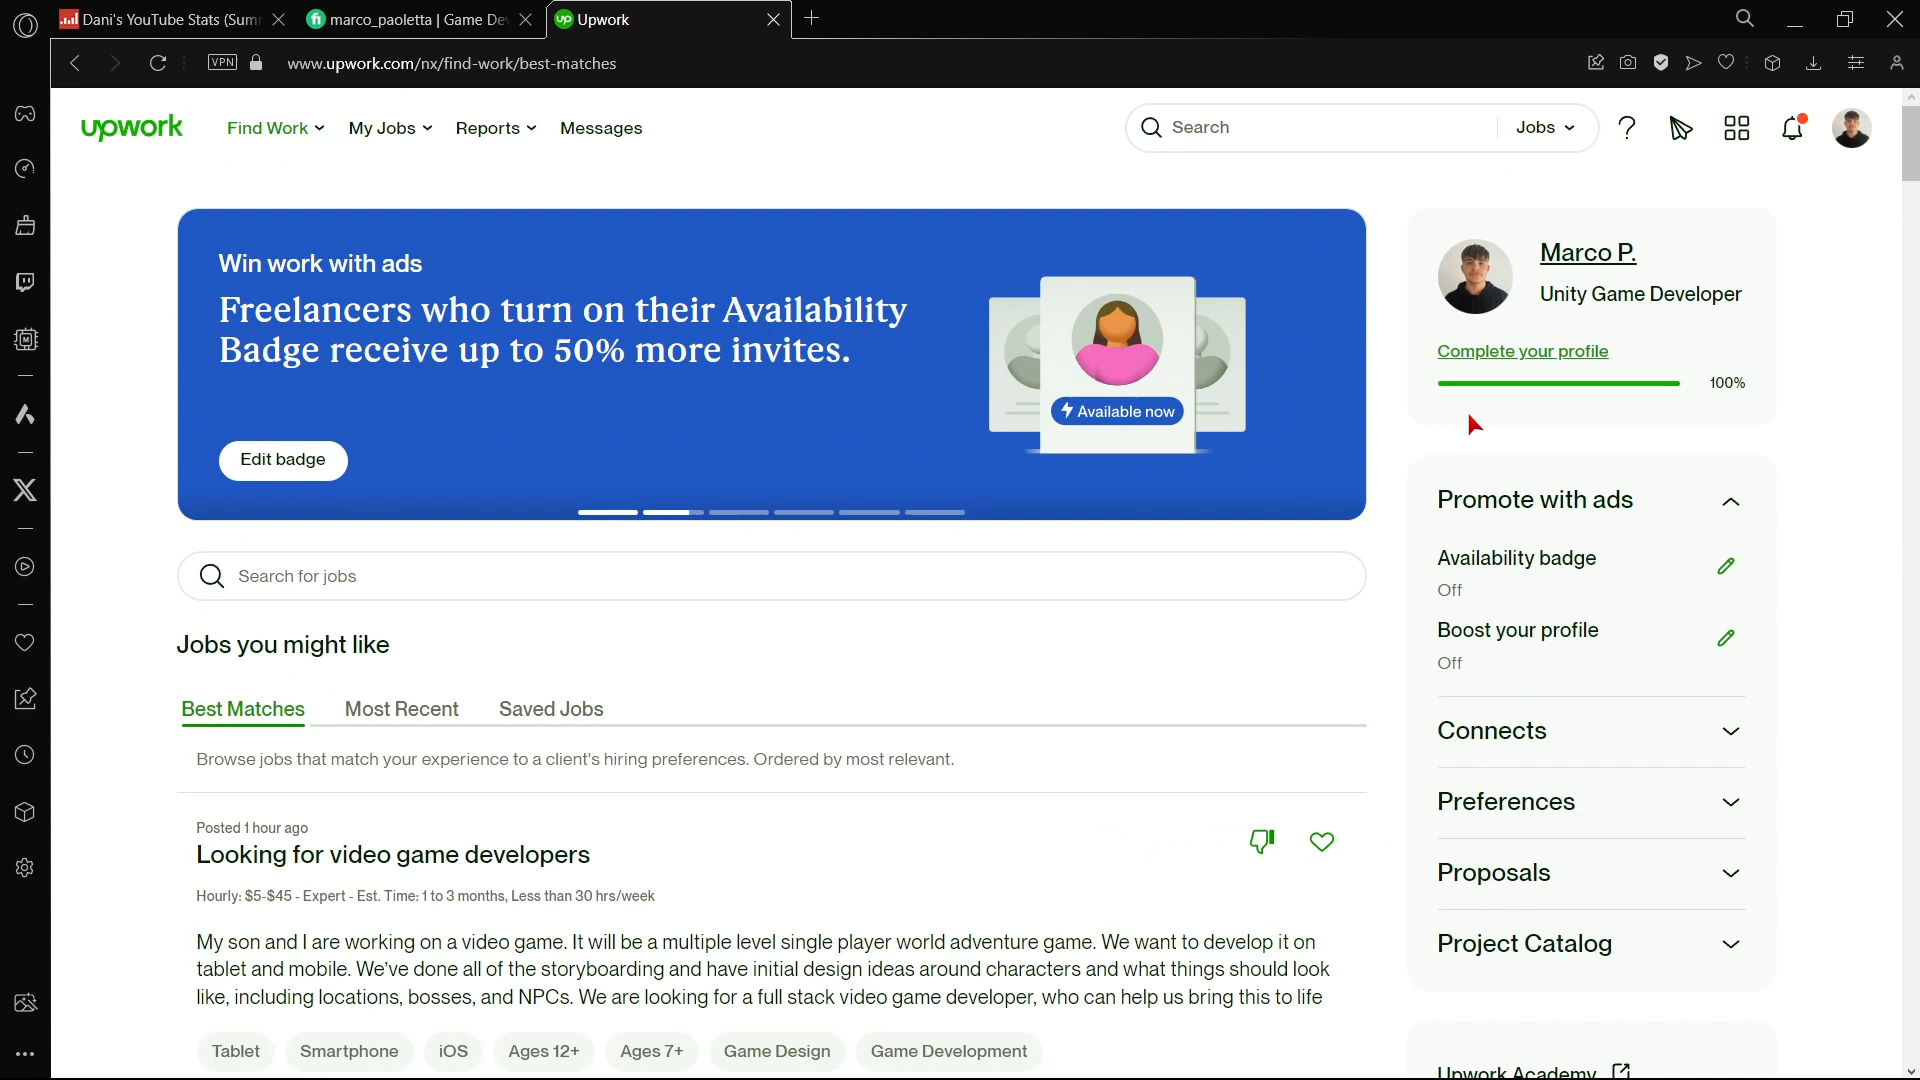 Dani's YouTube Stats (Sum
marco_paoletta | Game De
Upwork
VPN
www.upwork.com/nx/find-work/best-matches
upwork
Find Work
My Jobs
Reports
Messages
Search
Jobs
Win work with ads
Freelancers who turn on their Availability
Badge receive up to 50% more invites.
Available now
Edit badge
Marco P.
Unity Game Developer
Complete your profile
100%
Promote with ads
Availability badge
Off
Boost your profile
Off
Connects
Preferences
Proposals
Project Catalog
Upwork Academy
Search for jobs
Jobs you might like
Best Matches
Most Recent
Saved Jobs
Browse jobs that match your experience to a client's hiring preferences. Ordered by most relevant.
Posted 1 hour ago
Looking for video game developers
Hourly: $5-$45 - Expert - Est. Time: 1 to 3 months, Less than 30 hrs/week
My son and I are working on a video game. It will be a multiple level single player world adventure game. We want to develop it on
tablet and mobile. We've done all of the storyboarding and have initial design ideas around characters and what things should look
like, including locations, bosses, and NPCs. We are looking for a full stack video game developer, who can help us bring this to life
Tablet
Smartphone
iOS
Ages 12+
Ages 7+
Game Design
Game Development